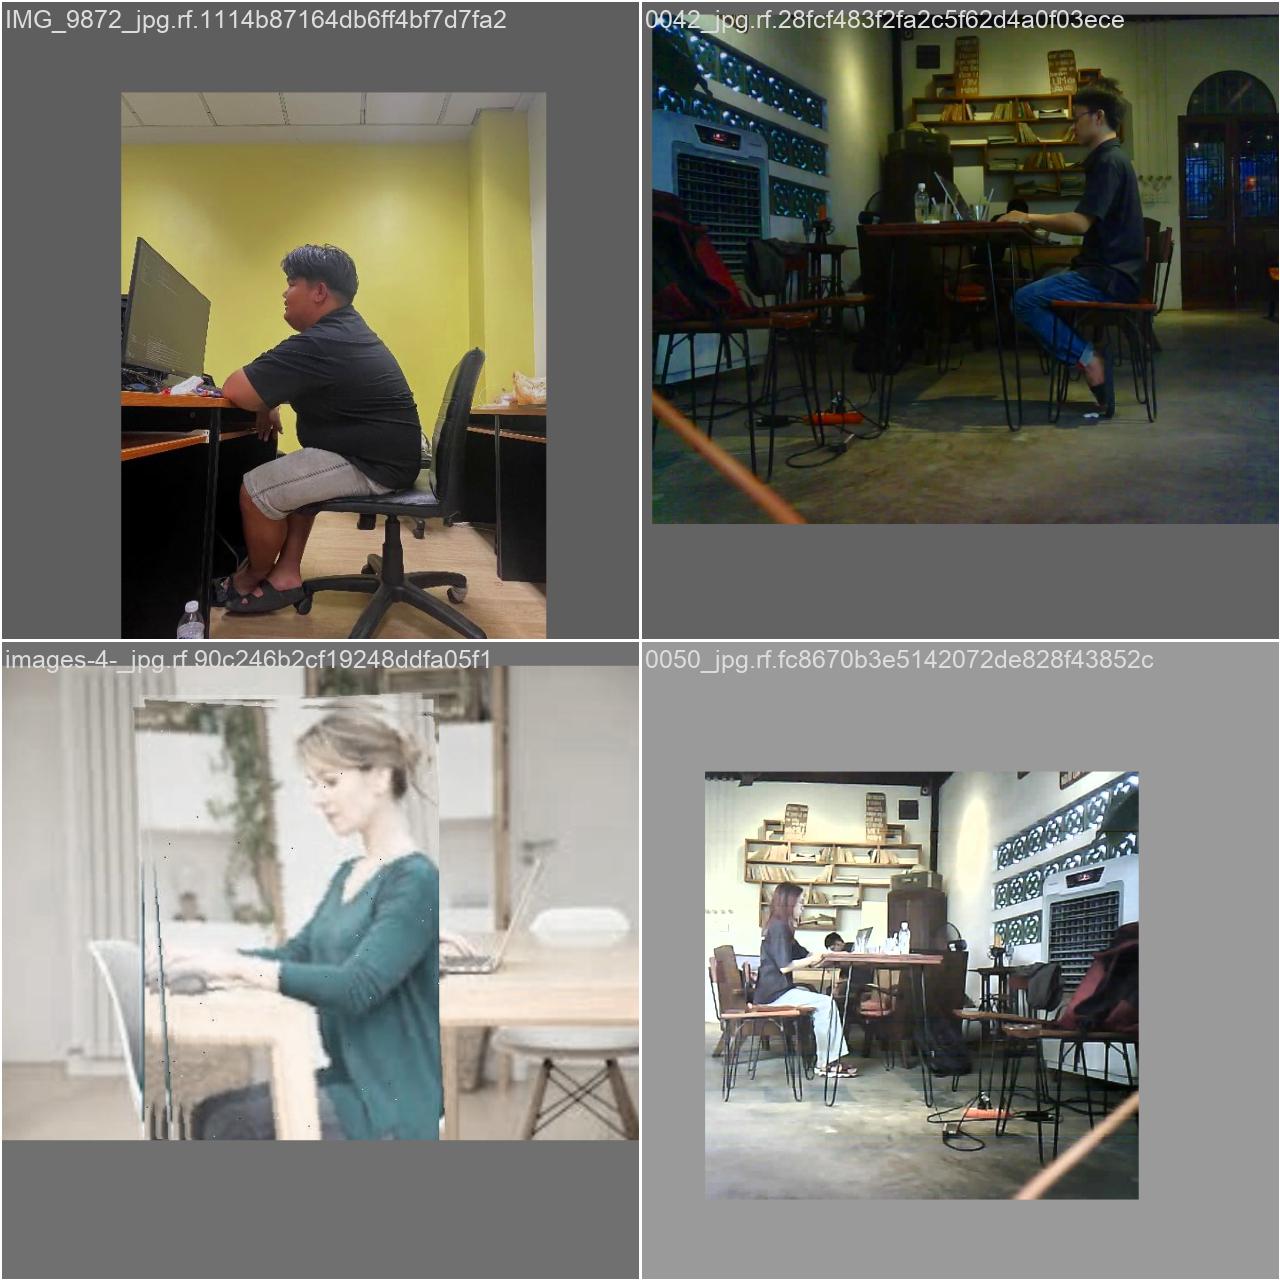 IMG_9872_jpg.rf.1114b87164db6ff4bf7d7fa2
0042_jpg.rf.28fcf483f2fa2c5f62d4a0f03ece
images-4-_jpg.rf.90c246b2cf19248ddfa05f1
0050_jpg.rf.fc8670b3e5142072de828f43852c